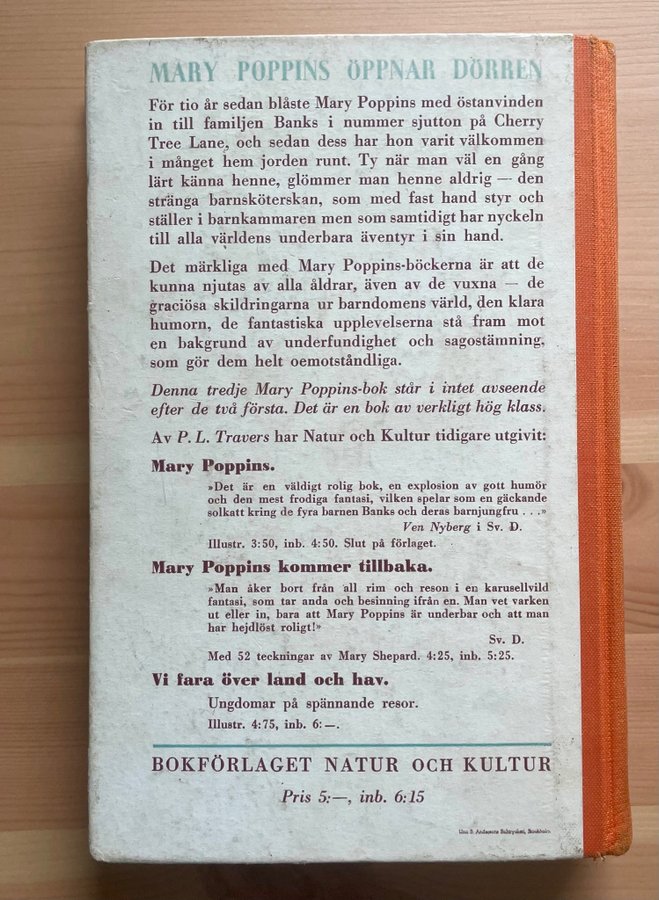 MARY POPPINS ÖPPNAR DÖRREN
För tio år sedan blåste Mary Poppins med östanvinden
in till familjen Banks i nummer sjutton på Cherry
Tree Lane, och sedan dess har hon varit välkommen
i månget hem jorden runt. Ty när man väl en gång
lärt känna henne, glömmer man henne aldrig — den
stränga barnsköterskan, som med fast hand styr och
ställer i barnkammaren men som samtidigt har nyckeln
till alla världens underbara äventyr i sin hand.
Det märkliga med Mary Poppins-böckerna är att de
kunna njutas av alla åldrar, även av de vuxna — de
graciösa skildringarna ur barndomens värld, den klara
humorn, de fantastiska upplevelserna stå fram mot
en bakgrund av underfundighet och sagostämning,
som gör dem helt oemotståndliga.
Denna tredje Mary Poppins-bok står i intet avseende
efter de två första. Det är en bok av verkligt hög klass.
Av P. L. Travers har Natur och Kultur tidigare utgivit:
Mary Poppins.
»Det är en väldigt rolig bok, en explosion av gott humör
och den mest frodiga fantasi, vilken spelar som en gäckande
solkatt kring de fyra barnen Banks och deras barnjungfru . . .»
Ven Nyberg i Sv. D.
Illustr. 3:50, inb. 4:50. Slut på förlaget.
Mary Poppins kommer tillbaka.
»Man åker bort från all rim och reson i en karusellvild
fantasi, som tar anda och besinning ifrån en. Man vet varken
ut eller in, bara att Mary Poppins är underbar och att man
har hejdlöst roligt!»
Sv. D.
Med 52 teckningar av Mary Shepard. 4:25, inb. 5:25.
Vi fara över land och hav.
Ungdomar på spännande resor.
Illustr. 4:75, inb. 6:—.
BOKFÖRLAGET NATUR OCH KULTUR
Pris 5:—, inb. 6:15
B. Anderssons Boktryckeri, Stockholm